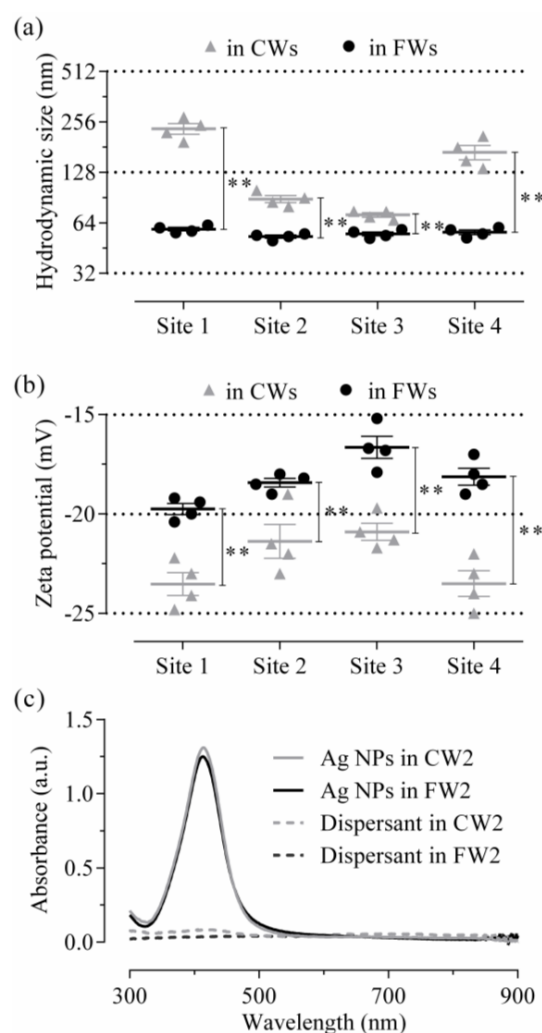 (a)
in CWs in FWs
Hydrodynamic size (nm)
512
256
128
64
32
**
**
**
**
Site 1 Site 2 Site 3 Site 4
(b)
in CWs in FWs
Zeta potential (mV)
-15
-20
-25
**
**
**
**
Site 1 Site 2 Site 3 Site 4
(c)
Absorbance (a.u.)
1.5
1.0
0.5
0.0
Ag NPs in CW2
Ag NPs in FW2
Dispersant in CW2
Dispersant in FW2
300 500 700 900
Wavelength (nm)